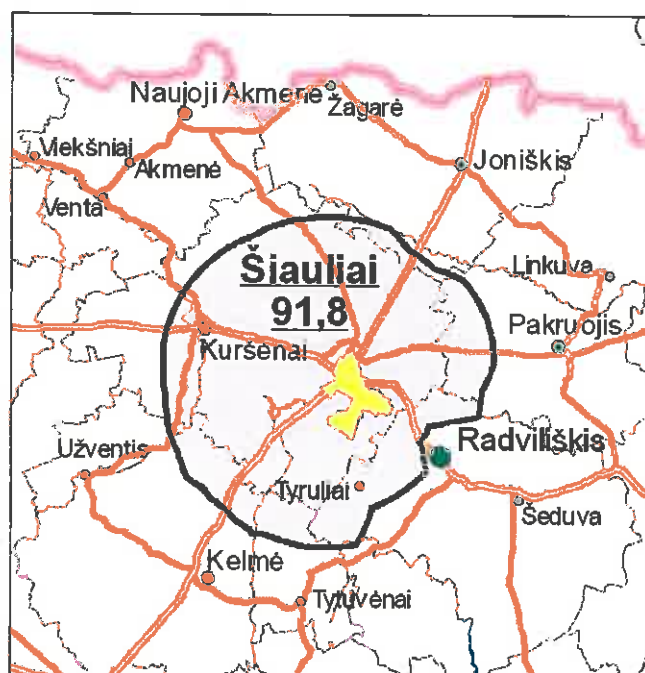 Naujoji Akmenė
Žagarė
Viekšniai
Akmenė
Joniškis
Venta
Šiauliai
91,8
Linkuva
Pakruojis
Kuršėnai
Radviliškis
Užventis
Tyruliai
Šeduva
Kelmė
Tytuvėnai